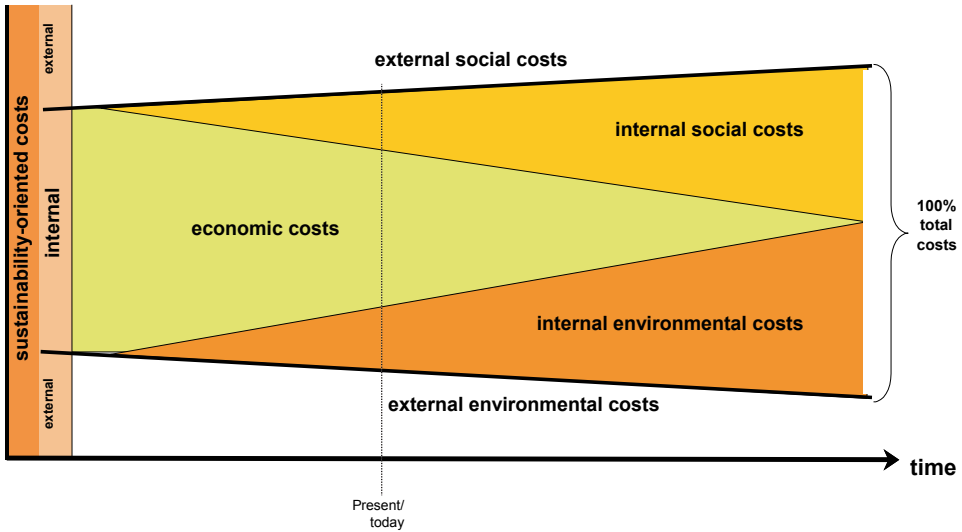 sustainability-oriented costs
external
internal
external
external social costs
internal social costs
economic costs
100%
total
costs
internal environmental costs
external environmental costs
time
Present/
today